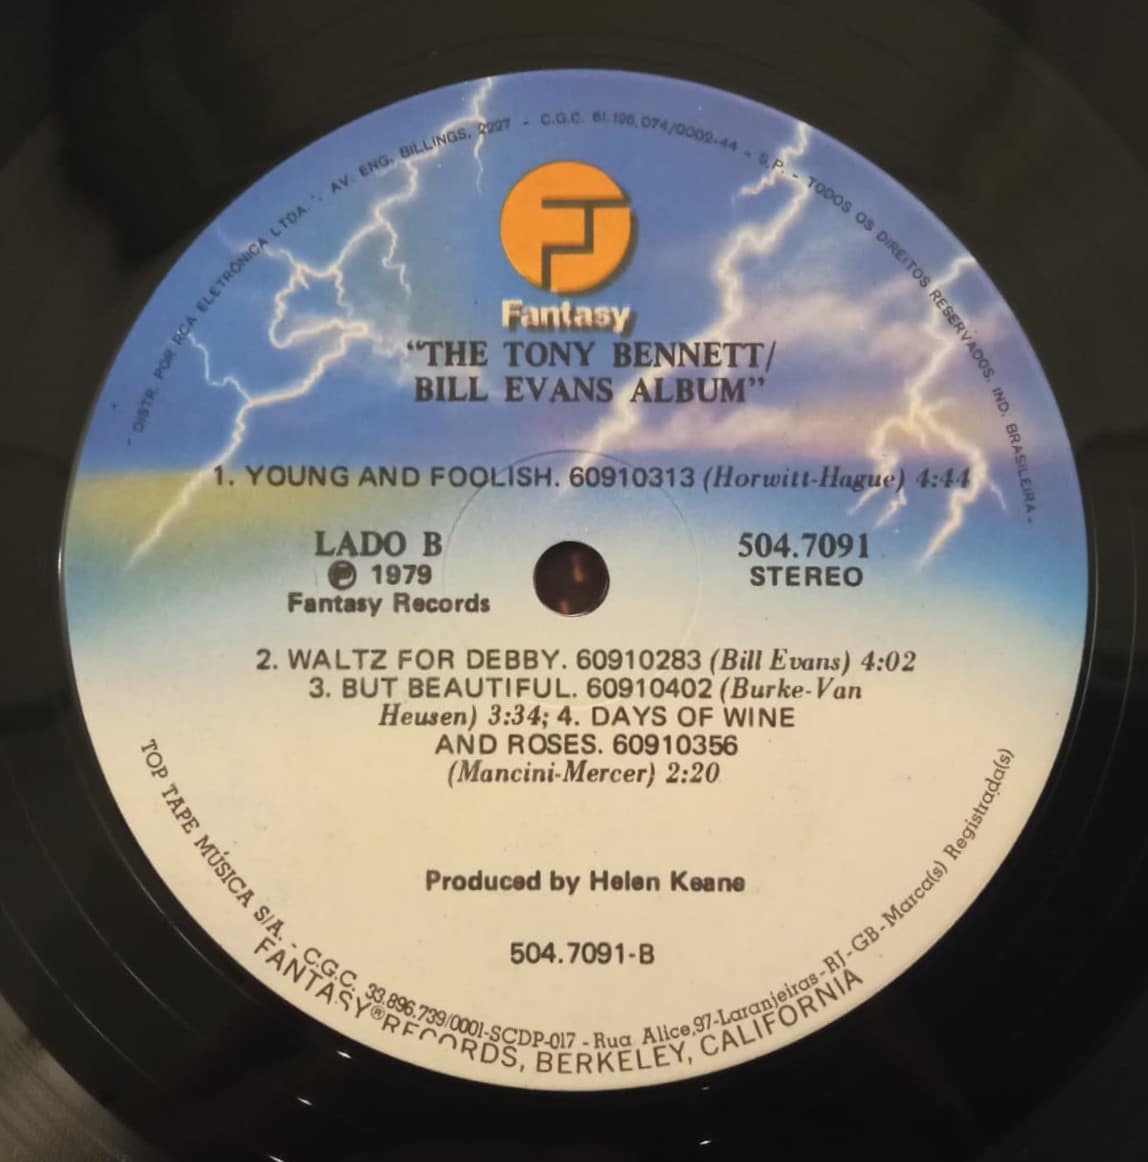 - DISTR. POR RCA ELETRÔNICA LTDA. - AV. ENG. BILLINGS, 2227 - C.G.C. 61.126.074/0002-44 - S.P. - TODOS OS DIREITOS RESERVADOS. IND. BRASILEIRA -
Fantasy
“THE TONY BENNETT/
BILL EVANS ALBUM”
1. YOUNG AND FOOLISH. 60910313 (Horwitt-Hague) 4:44
LADO B
℗ 1979
Fantasy Records
504.7091
STEREO
2. WALTZ FOR DEBBY. 60910283 (Bill Evans) 4:02
3. BUT BEAUTIFUL. 60910402 (Burke-Van
Heusen) 3:34; 4. DAYS OF WINE
AND ROSES. 60910356
(Mancini-Mercer) 2:20
Produced by Helen Keane
504.7091-B
TOP TAPE MÚSICA S/A. - C.G.C. 33.896.739/0001-SCDP-017 - Rua Alice,97-Laranjeiras-RJ-GB-Marca(s) Registrada(s)
FANTASY® RECORDS, BERKELEY, CALIFORNIA